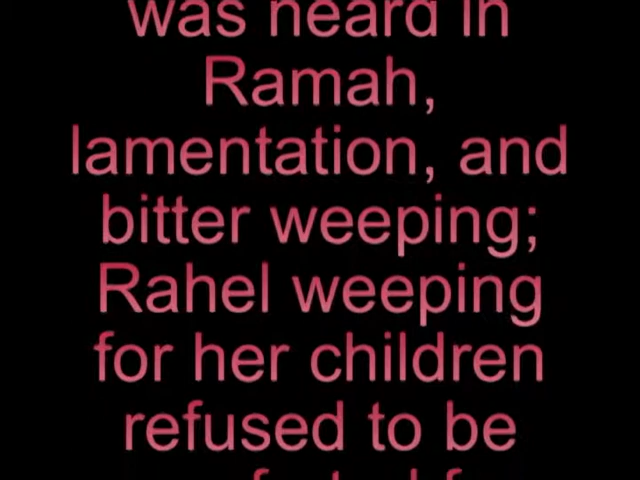 was heard in
Ramah,
lamentation, and
bitter weeping;
Rahel weeping
for her children
refused to be